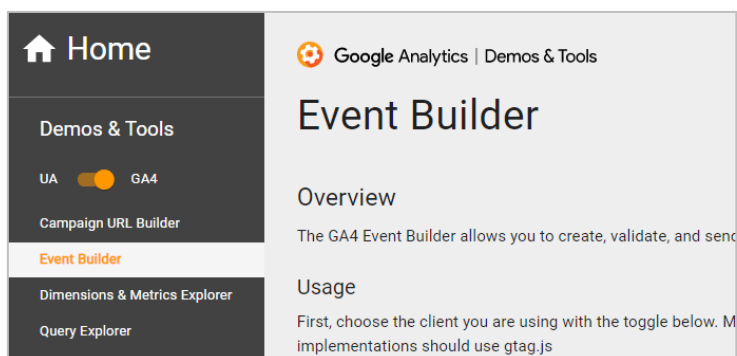 Home
Demos & Tools
UA GA4
Campaign URL Builder
Event Builder
Dimensions & Metrics Explorer
Query Explorer
Google Analytics | Demos & Tools
Event Builder
Overview
The GA4 Event Builder allows you to create, validate, and
Usage
First, choose the client you are using with the toggle below.
implementations should use gtag.js